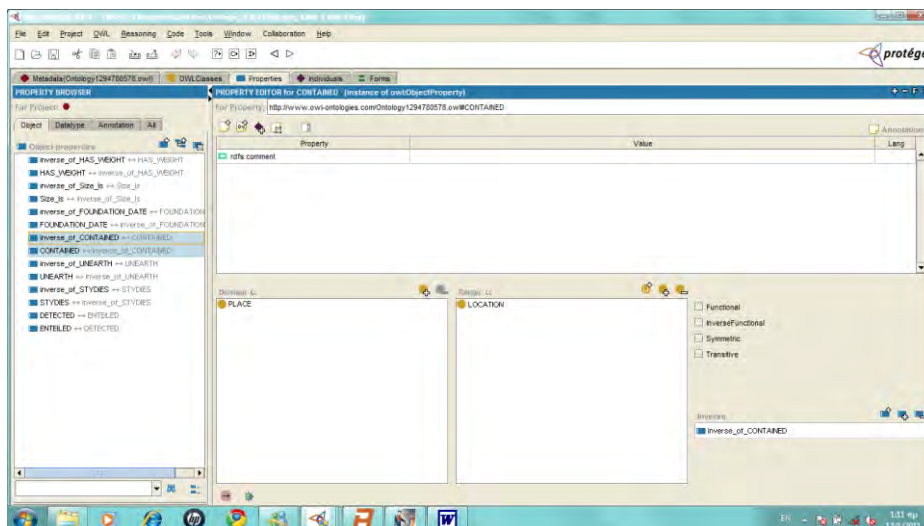 File Edit Project OWL Reasoning Code Tools Window Collaboration Help
protégé
Metadata(Ontology1294780578.owl) OWLClasses Properties Individuals Forms
PROPERTY BROWSER
For Project:
Object Datatype Annotation All
Object properties
inverse_of_HAS_WEIGHT ↔ HAS_WEIGHT
HAS_WEIGHT ↔ inverse_of_HAS_WEIGHT
inverse_of_Size_Is ↔ Size_Is
Size_Is ↔ inverse_of_Size_Is
inverse_of_FOUNDATION_DATE ↔ FOUNDATION
FOUNDATION_DATE ↔ inverse_of_FOUNDATION
inverse_of_CONTAINED ↔ CONTAINED
CONTAINED ↔ inverse_of_CONTAINED
inverse_of_UNEARTH ↔ UNEARTH
UNEARTH ↔ inverse_of_UNEARTH
inverse_of_STYDIES ↔ STYDIES
STYDIES ↔ inverse_of_STYDIES
DETECTED ↔ ENTEILED
ENTEILED ↔ DETECTED
PROPERTY EDITOR for CONTAINED (instance of owl:ObjectProperty)
For Property: http://www.owl-ontologies.com/Ontology1294780578.owl#CONTAINED
Annotations
Property Value Lang
rdfs:comment
Domain
PLACE
Range
LOCATION
Functional
InverseFunctional
Symmetric
Transitive
Inverse
inverse_of_CONTAINED
EN
1:31 πμ